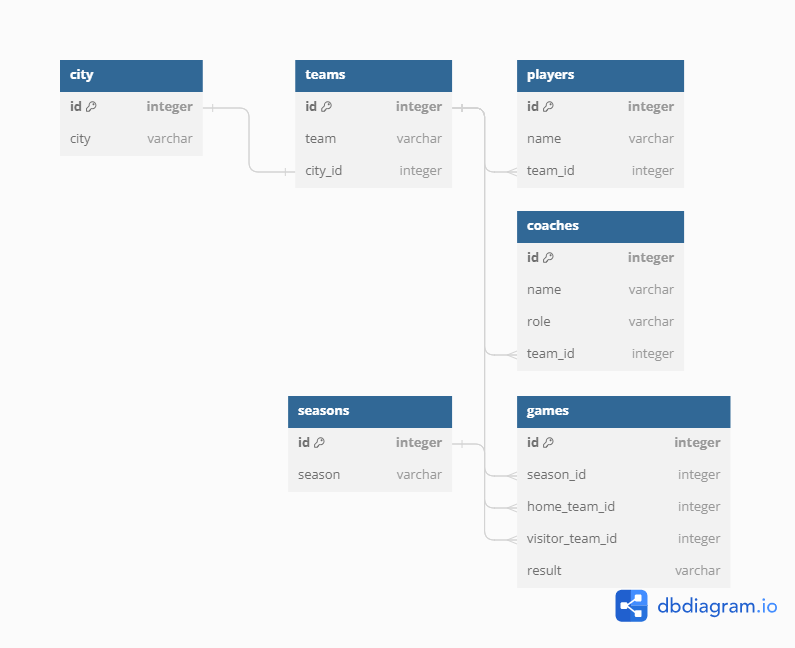 city
id integer
city varchar
teams
id integer
team varchar
city_id integer
players
id integer
name varchar
team_id integer
coaches
id integer
name varchar
role varchar
team_id integer
seasons
id integer
season varchar
games
id integer
season_id integer
home_team_id integer
visitor_team_id integer
result varchar
dbdiagram.io